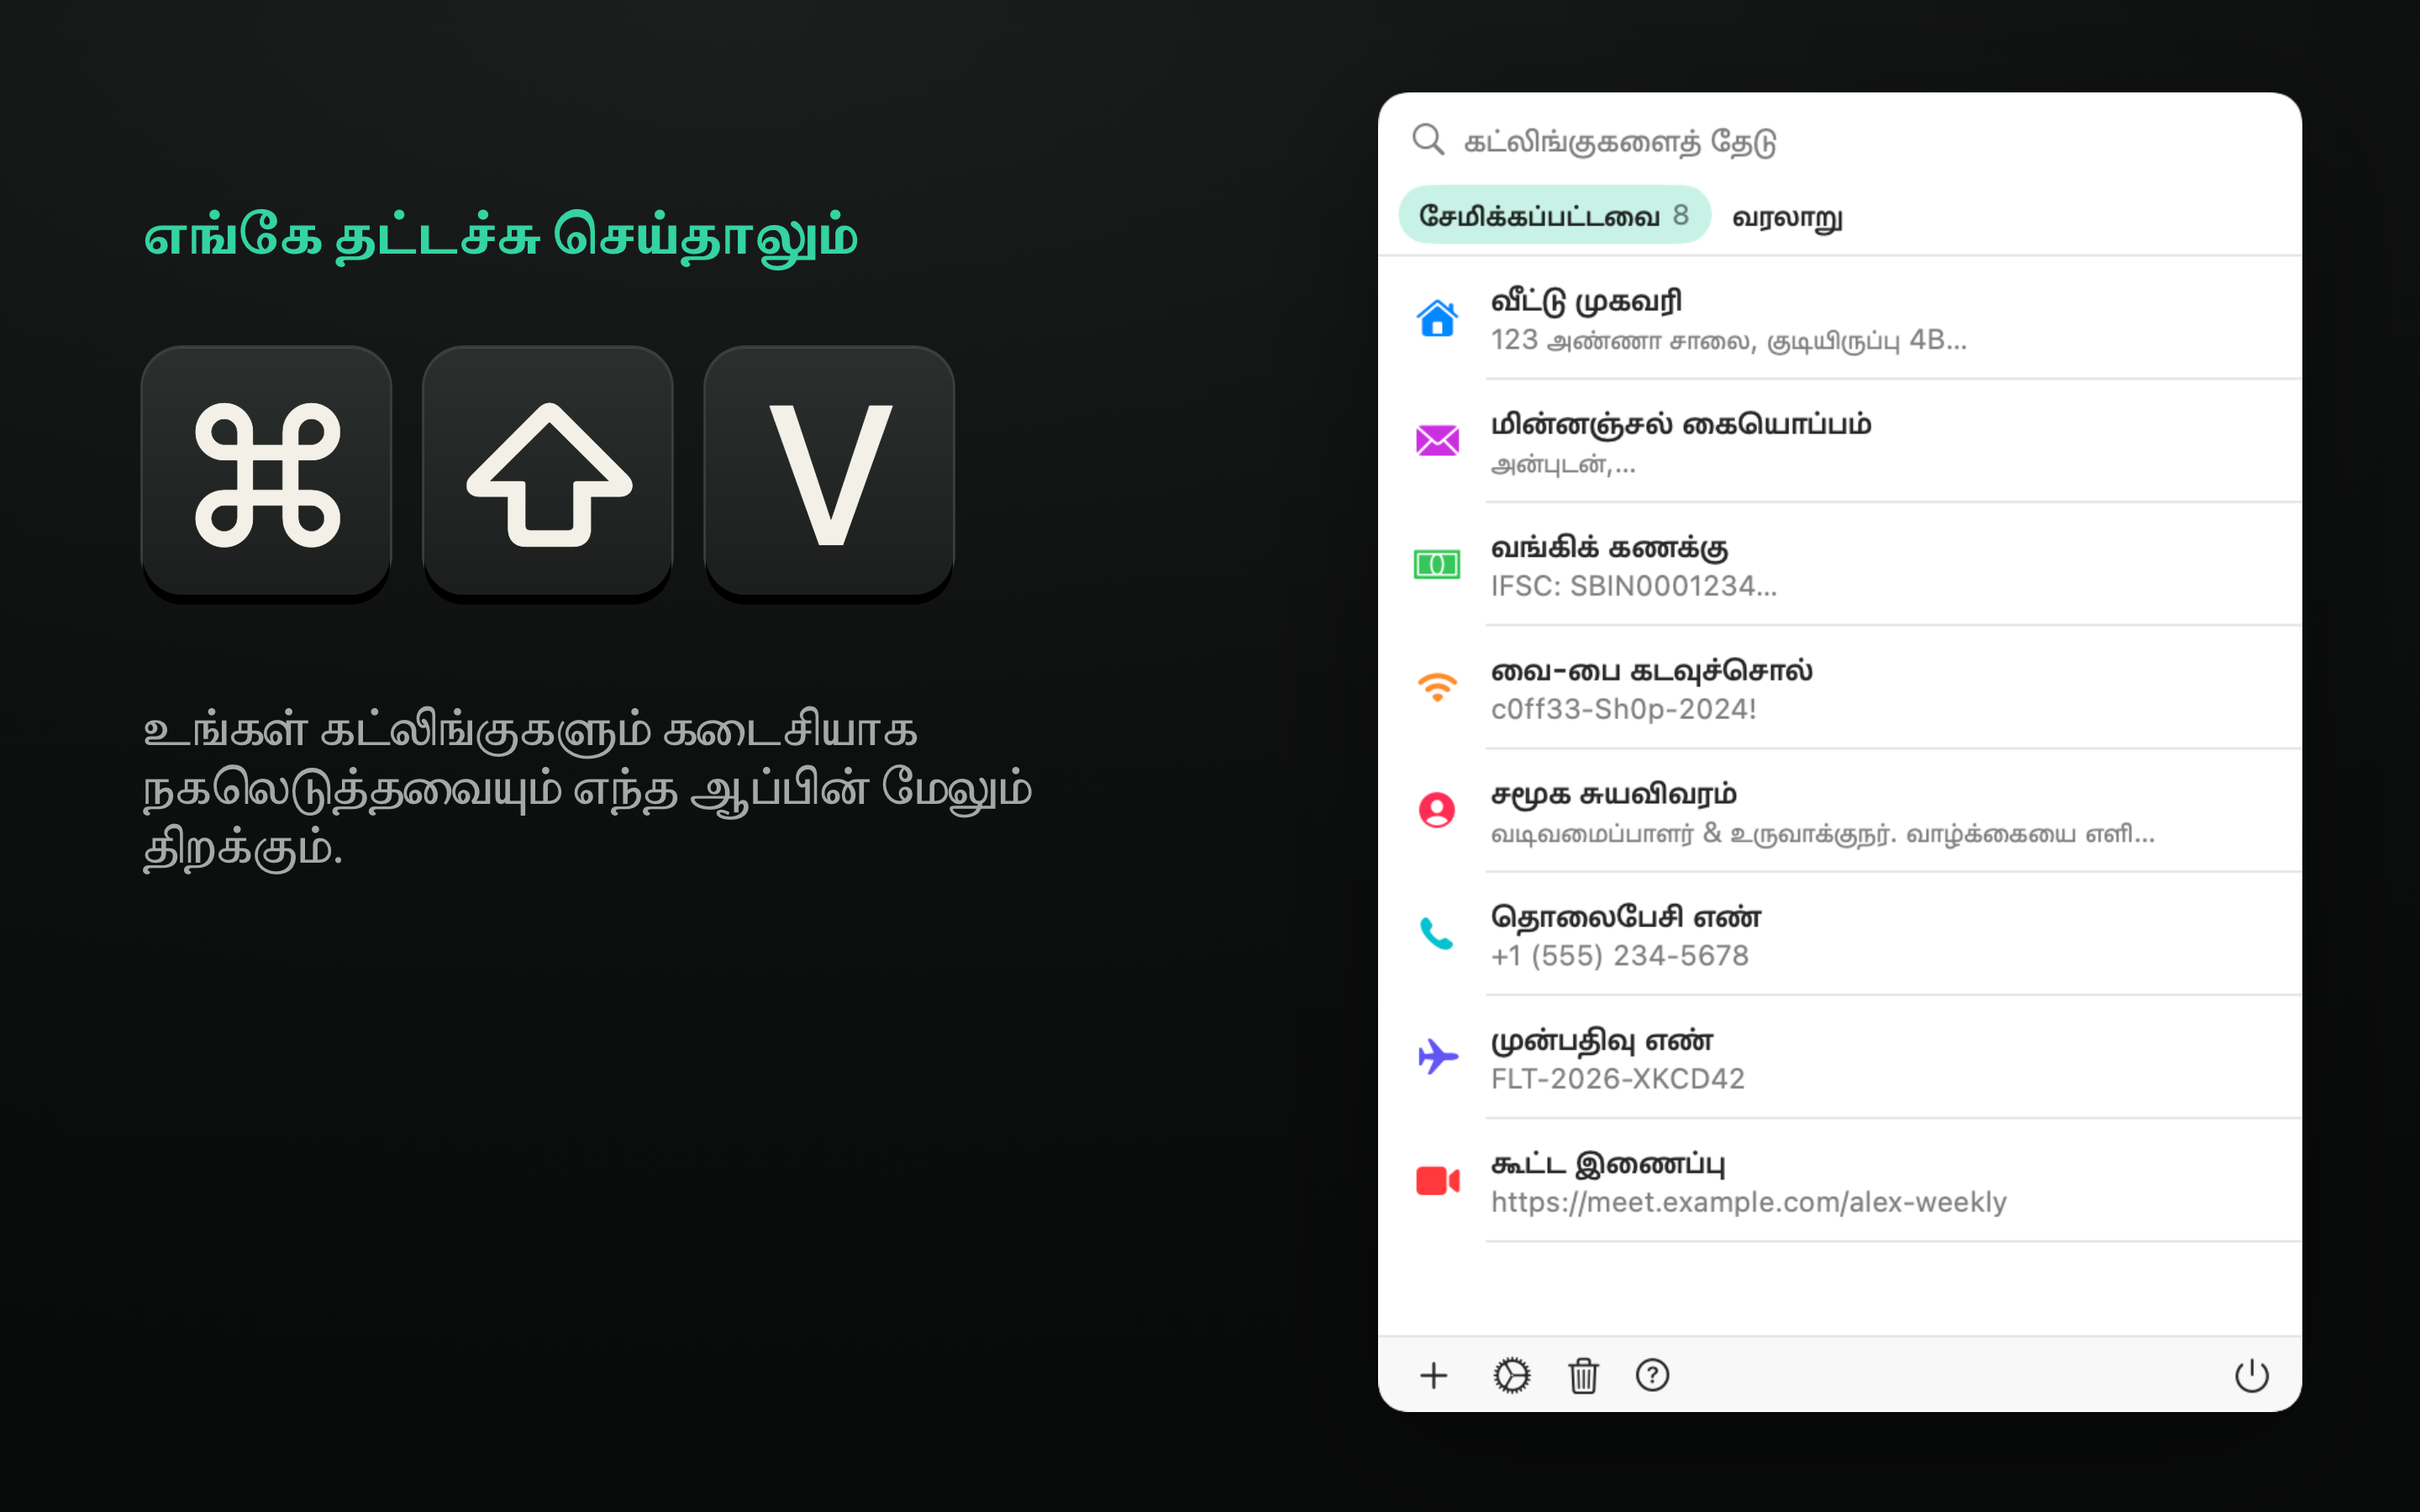 எங்கே தட்டச்சு செய்தாலும்
⌘ ⇧ V
உங்கள் கட்லிங்குகளும் கடைசியாக
நகலெடுத்தவையும் எந்த ஆப்பின் மேலும்
திறக்கும்.
கட்லிங்குகளைத் தேடு
சேமிக்கப்பட்டவை 8 வரலாறு
வீட்டு முகவரி
123 அண்ணா சாலை, குடியிருப்பு 4B...
மின்னஞ்சல் கையொப்பம்
அன்புடன்,...
வங்கிக் கணக்கு
IFSC: SBIN0001234...
வை-பை கடவுச்சொல்
c0ff33-Sh0p-2024!
சமூக சுயவிவரம்
வடிவமைப்பாளர் & உருவாக்குநர். வாழ்க்கையை எளி...
தொலைபேசி எண்
+1 (555) 234-5678
முன்பதிவு எண்
FLT-2026-XKCD42
கூட்ட இணைப்பு
https://meet.example.com/alex-weekly